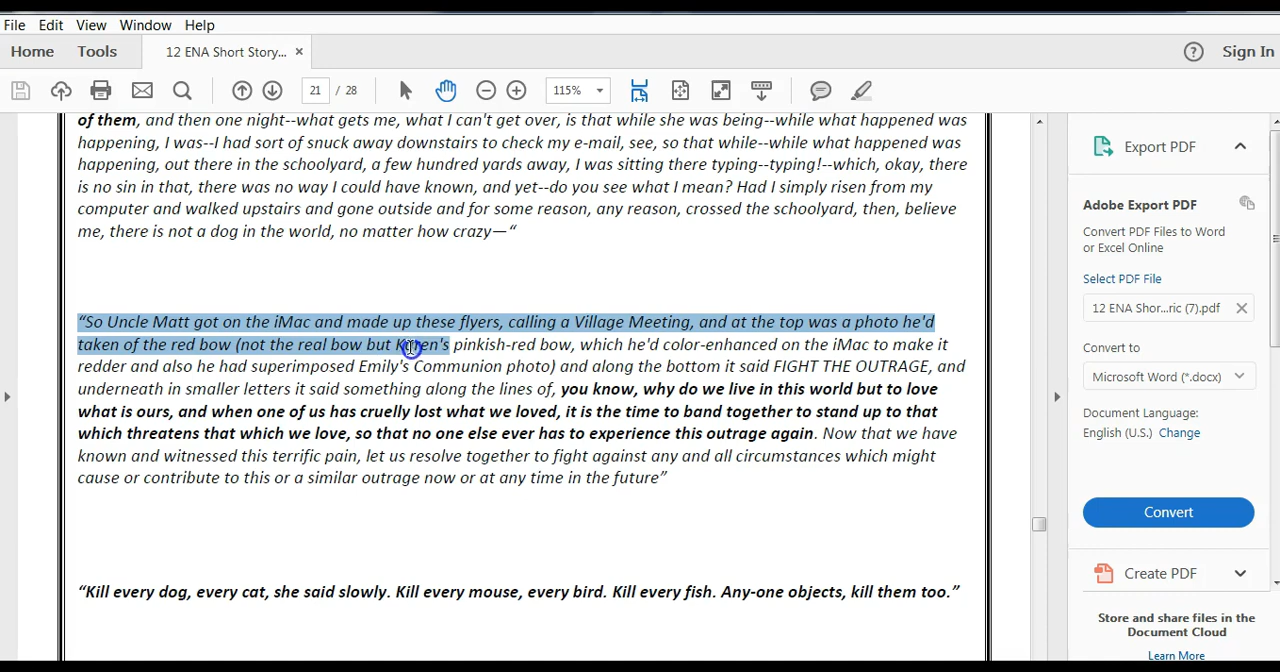 File Edit View Window Help
Home Tools 12 ENA Short Story... × Sign In
21 / 28 115%
of them, and then one night--what gets me, what I can't get over, is that while she was being--while what happened was
happening, I was--I had sort of snuck away downstairs to check my e-mail, see, so that while--while what happened was
happening, out there in the schoolyard, a few hundred yards away, I was sitting there typing--typing!--which, okay, there
is no sin in that, there was no way I could have known, and yet--do you see what I mean? Had I simply risen from my
computer and walked upstairs and gone outside and for some reason, any reason, crossed the schoolyard, then, believe
me, there is not a dog in the world, no matter how crazy—“
“So Uncle Matt got on the iMac and made up these flyers, calling a Village Meeting, and at the top was a photo he'd
taken of the red bow (not the real bow but Karen's pinkish-red bow, which he'd color-enhanced on the iMac to make it
redder and also he had superimposed Emily's Communion photo) and along the bottom it said FIGHT THE OUTRAGE, and
underneath in smaller letters it said something along the lines of, you know, why do we live in this world but to love
what is ours, and when one of us has cruelly lost what we loved, it is the time to band together to stand up to that
which threatens that which we love, so that no one else ever has to experience this outrage again. Now that we have
known and witnessed this terrific pain, let us resolve together to fight against any and all circumstances which might
cause or contribute to this or a similar outrage now or at any time in the future”
“Kill every dog, every cat, she said slowly. Kill every mouse, every bird. Kill every fish. Any-one objects, kill them too.”
Export PDF
Adobe Export PDF
Convert PDF Files to Word
or Excel Online
Select PDF File
12 ENA Shor...ric (7).pdf
Convert to
Microsoft Word (*.docx)
Document Language:
English (U.S.) Change
Convert
Create PDF
Store and share files in the
Document Cloud
Learn More